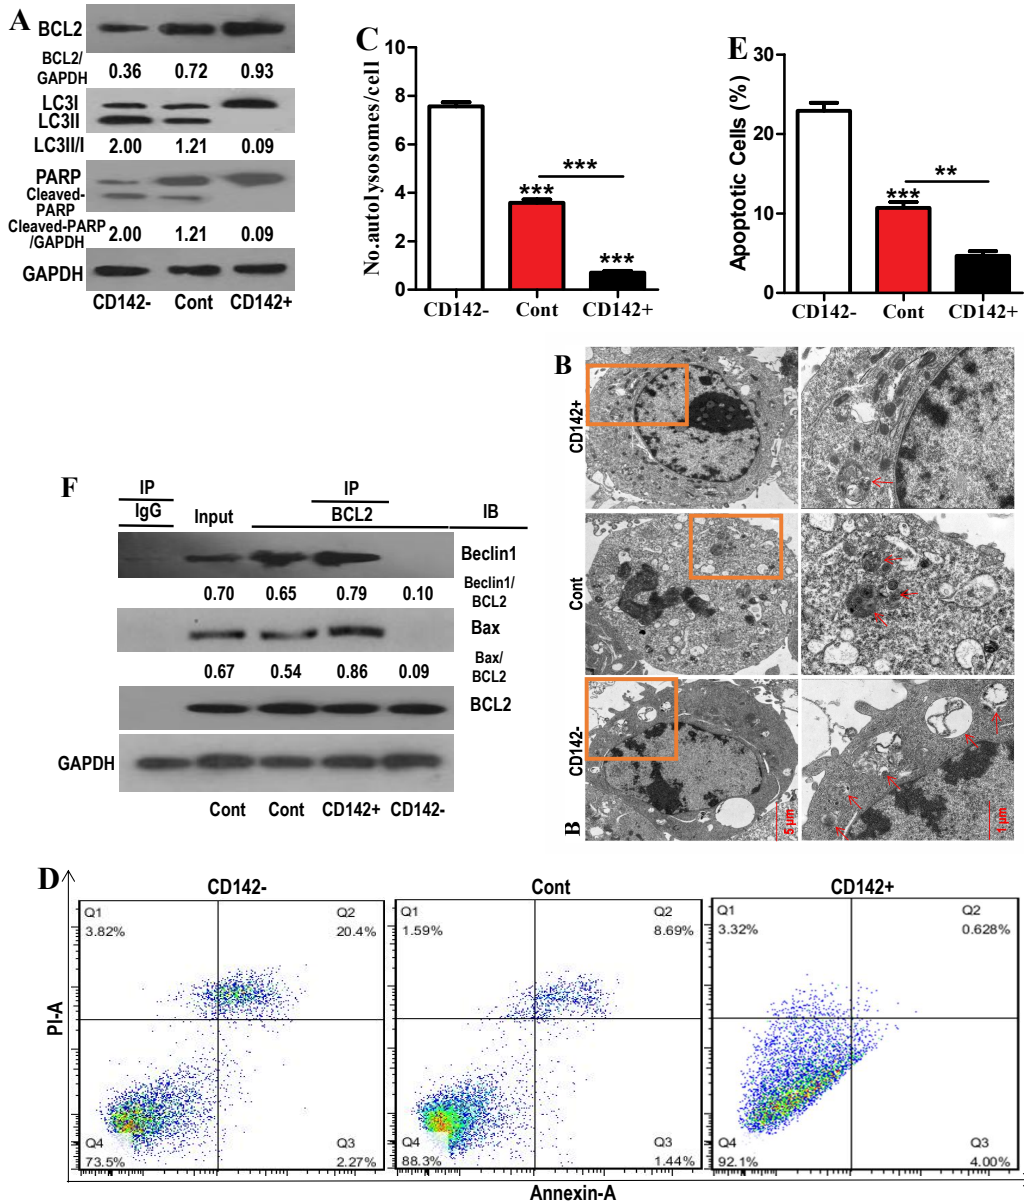 A
BCL2
BCL2/
GAPDH
0.36 0.72 0.93
LC3I
LC3II
LC3II/I 2.00 1.21 0.09
PARP
Cleaved-
PARP
Cleaved-PARP
/GAPDH 2.00 1.21 0.09
GAPDH
CD142- Cont CD142+
C
No.autolysosomes/cell
10
8
6
4
2
0
***
***
***
CD142- Cont CD142+
E
Apoptotic Cells (%)
30
20
10
0
***
**
CD142- Cont CD142+
B
CD142+
Cont
CD142-
B
5 μm
1 μm
F
IP
IgG
Input
IP
BCL2
IB
Beclin1
0.70 0.65 0.79 0.10
Beclin1/
BCL2
Bax
0.67 0.54 0.86 0.09
Bax/
BCL2
BCL2
GAPDH
Cont Cont CD142+ CD142-
D
PI-A
CD142-
Q1
3.82%
Q2
20.4%
Q4
73.5%
Q3
2.27%
Cont
Q1
1.59%
Q2
8.69%
Q4
88.3%
Q3
1.44%
CD142+
Q1
3.32%
Q2
0.628%
Q4
92.1%
Q3
4.00%
Annexin-A